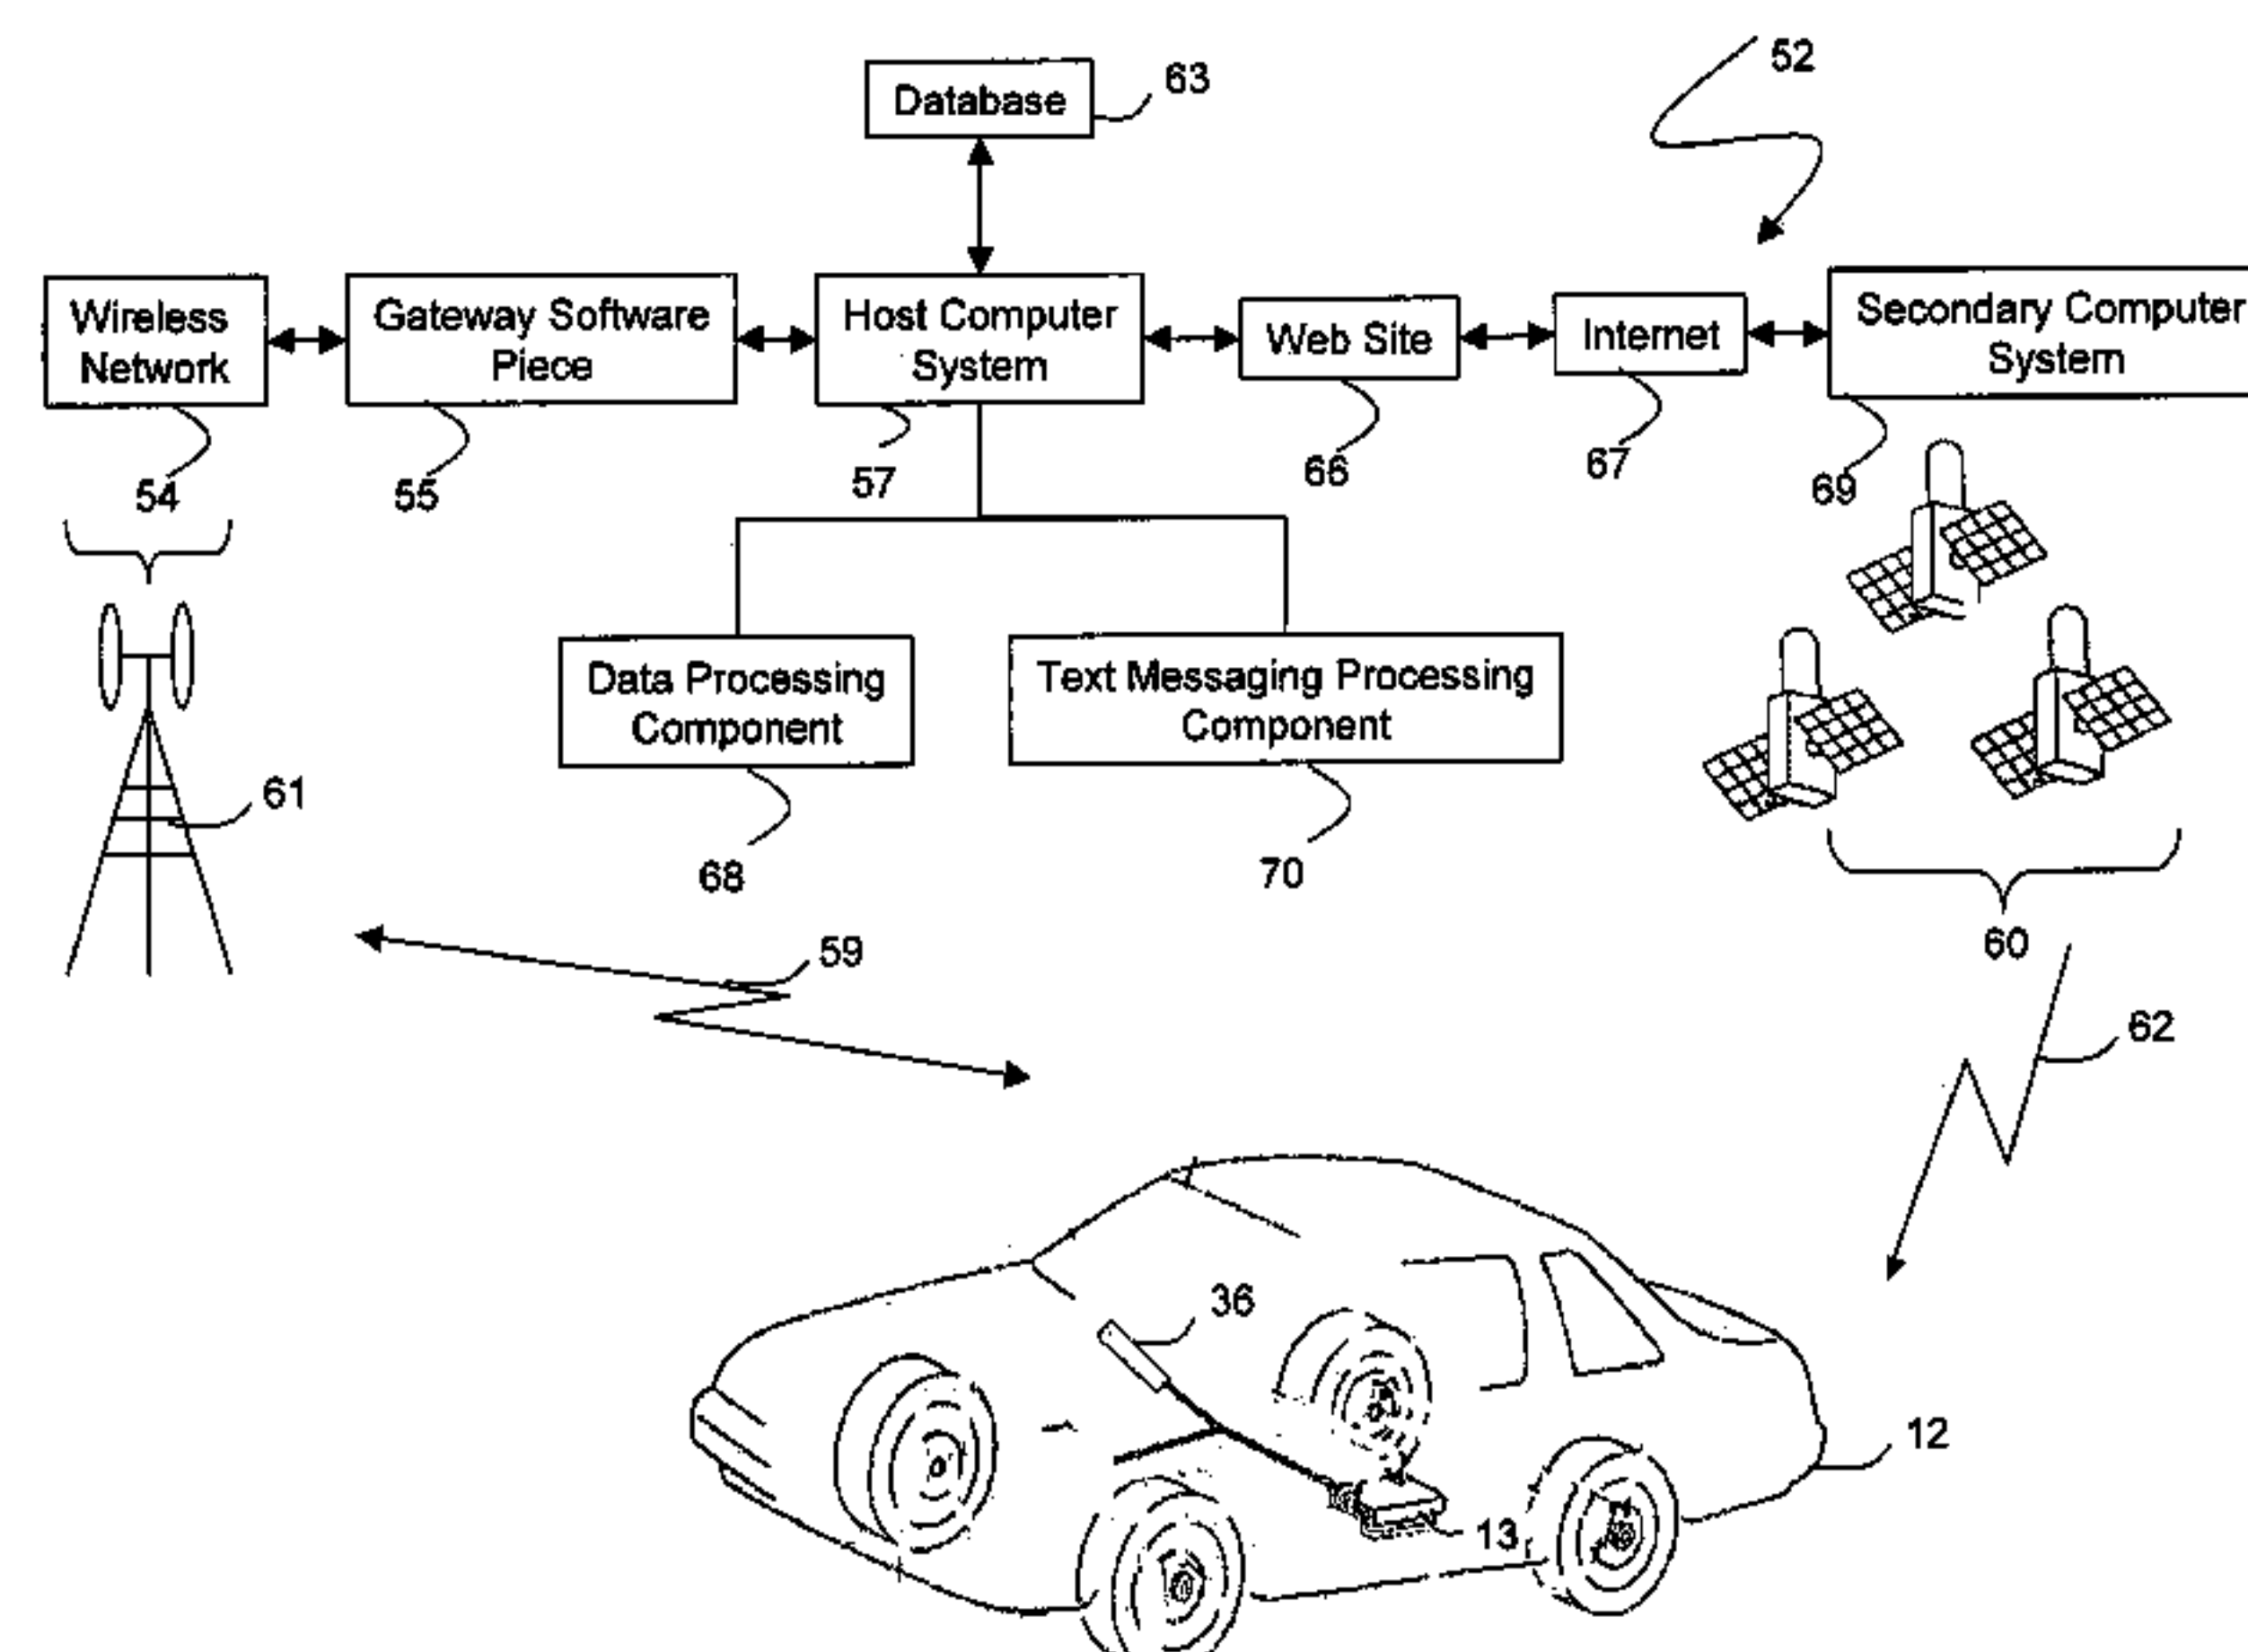 52
Database
63
Wireless
Network
Gateway Software
Piece
Host Computer
System
Web Site
Internet
Secondary Computer
System
54
55
57
66
67
69
Data Processing
Component
Text Messaging Processing
Component
61
68
70
60
59
62
36
12
13